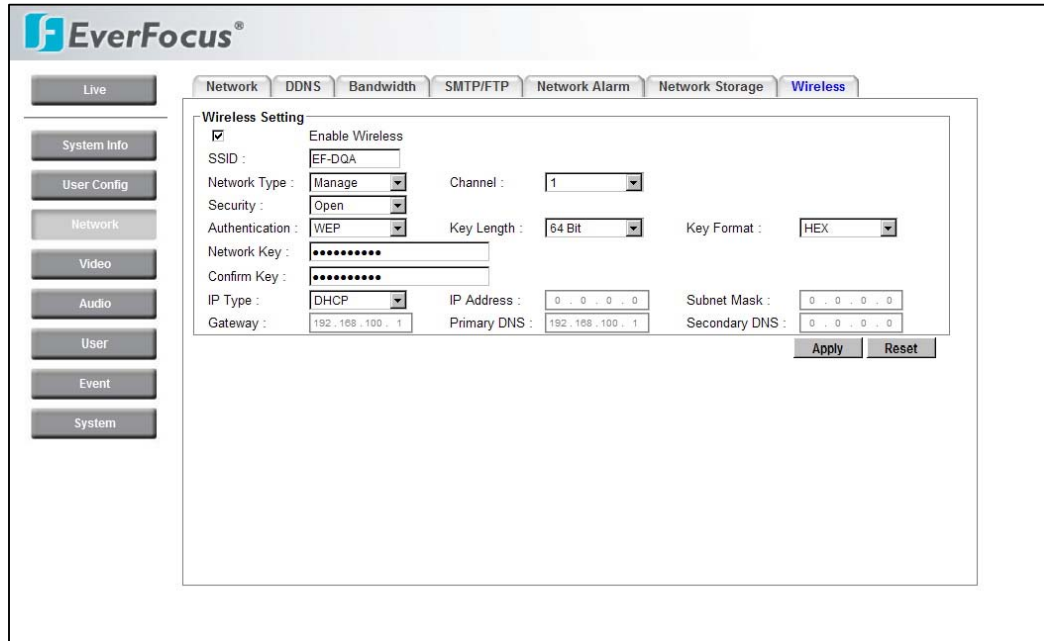 EverFocus®
Live
System Info
User Config
Network
Video
Audio
User
Event
System
Network DDNS Bandwidth SMTP/FTP Network Alarm Network Storage Wireless
Wireless Setting
Enable Wireless
SSID : EF-DQA
Network Type : Manage Channel : 1
Security : Open
Authentication : WEP Key Length : 64 Bit Key Format : HEX
Network Key : ••••••••••
Confirm Key : ••••••••••
IP Type : DHCP IP Address : 0 . 0 . 0 . 0 Subnet Mask : 0 . 0 . 0 . 0
Gateway : 192 . 168 . 100 . 1 Primary DNS : 192 . 168 . 100 . 1 Secondary DNS : 0 . 0 . 0 . 0
Apply Reset